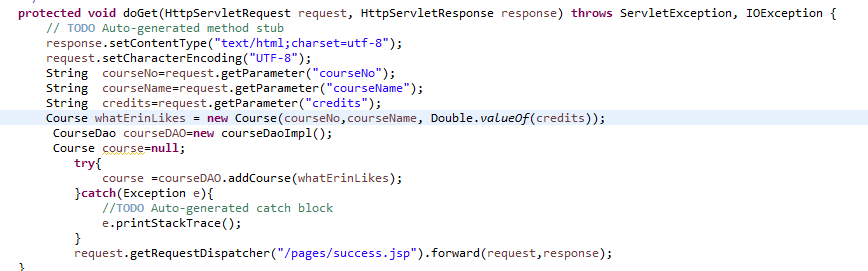 protected void doGet(HttpServletRequest request, HttpServletResponse response) throws ServletException, IOException {
// TODO Auto-generated method stub
response.setContentType("text/html;charset=utf-8");
request.setCharacterEncoding("UTF-8");
String  courseNo=request.getParameter("courseNo");
String  courseName=request.getParameter("courseName");
String  credits=request.getParameter("credits");
Course whatErinLikes = new Course(courseNo,courseName, Double.valueOf(credits));
CourseDao courseDAO=new courseDaoImpl();
Course course=null;
try{
course =courseDAO.addCourse(whatErinLikes);
}catch(Exception e){
//TODO Auto-generated catch block
e.printStackTrace();
}
request.getRequestDispatcher("/pages/success.jsp").forward(request,response);
}